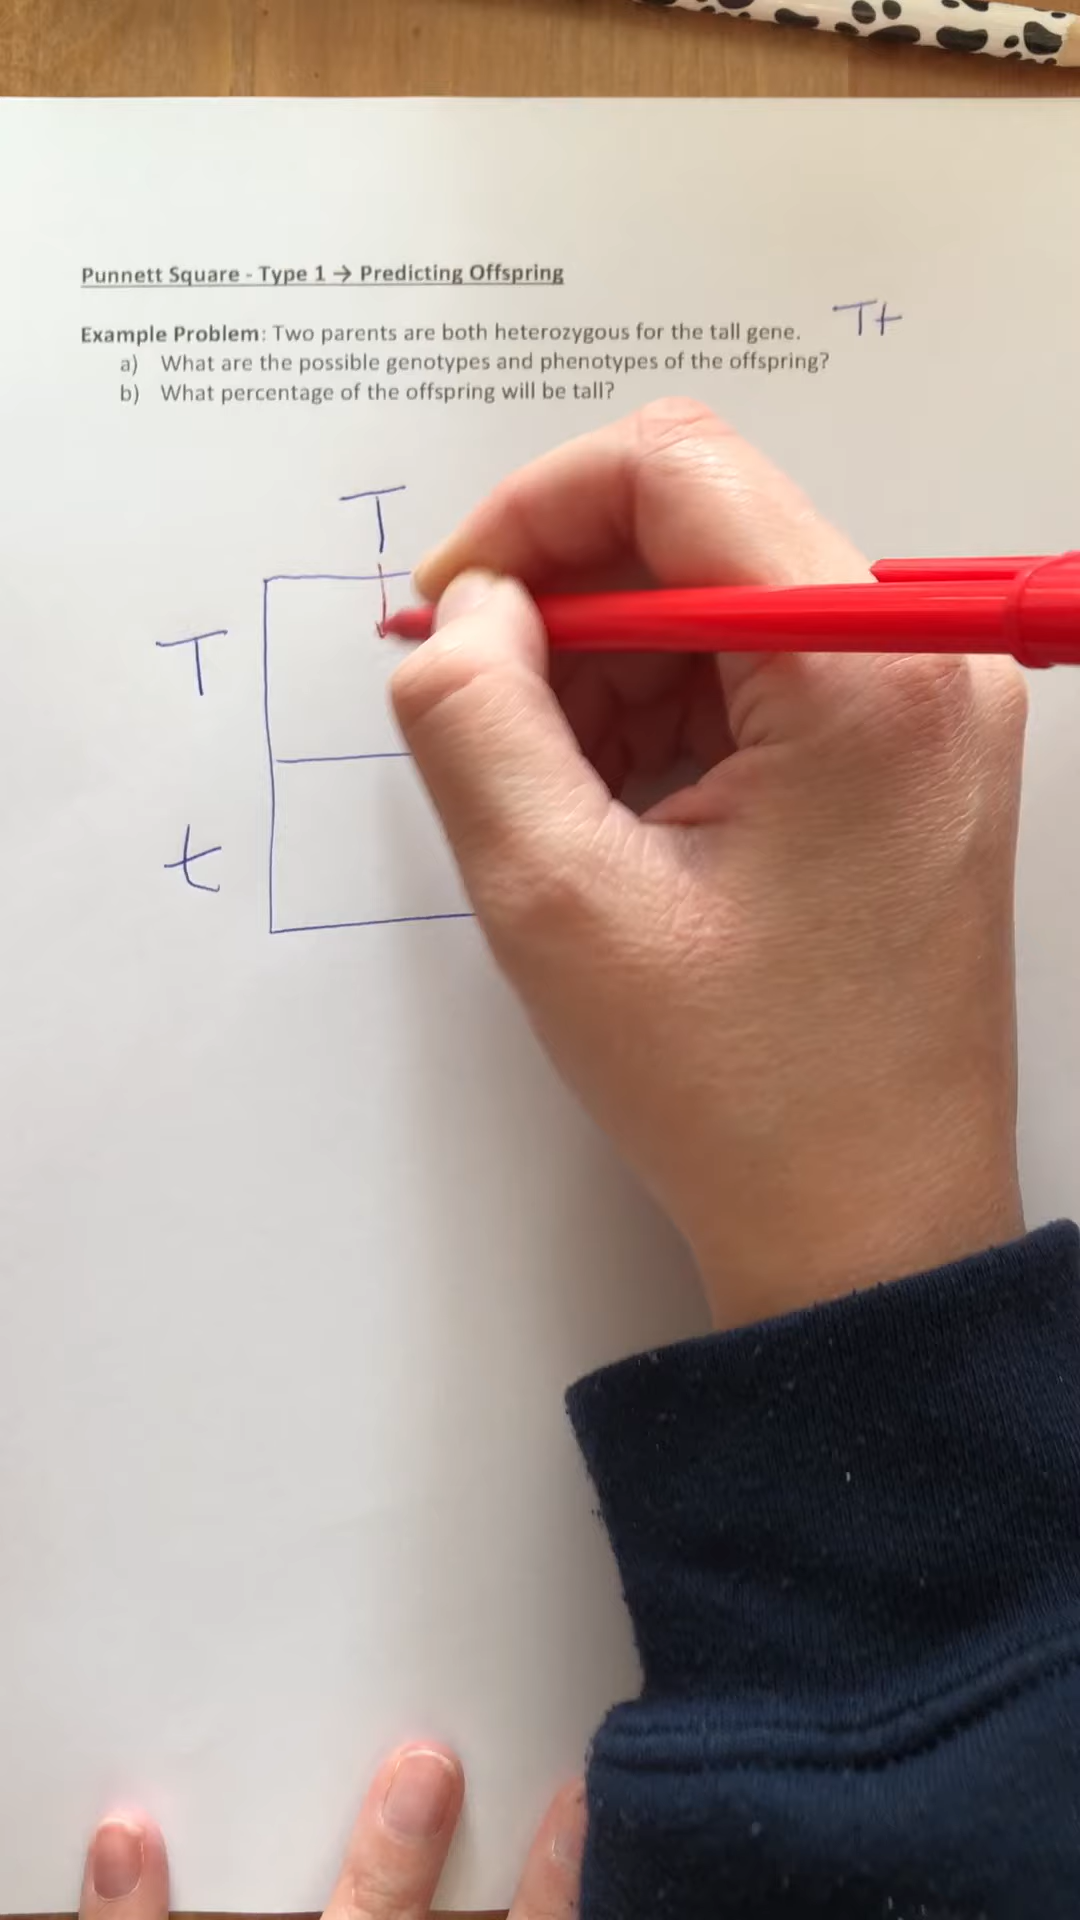 Punnett Square - Type 1 → Predicting Offspring
Tt
Example Problem: Two parents are both heterozygous for the tall gene.
a) What are the possible genotypes and phenotypes of the offspring?
b) What percentage of the offspring will be tall?
T
T
t